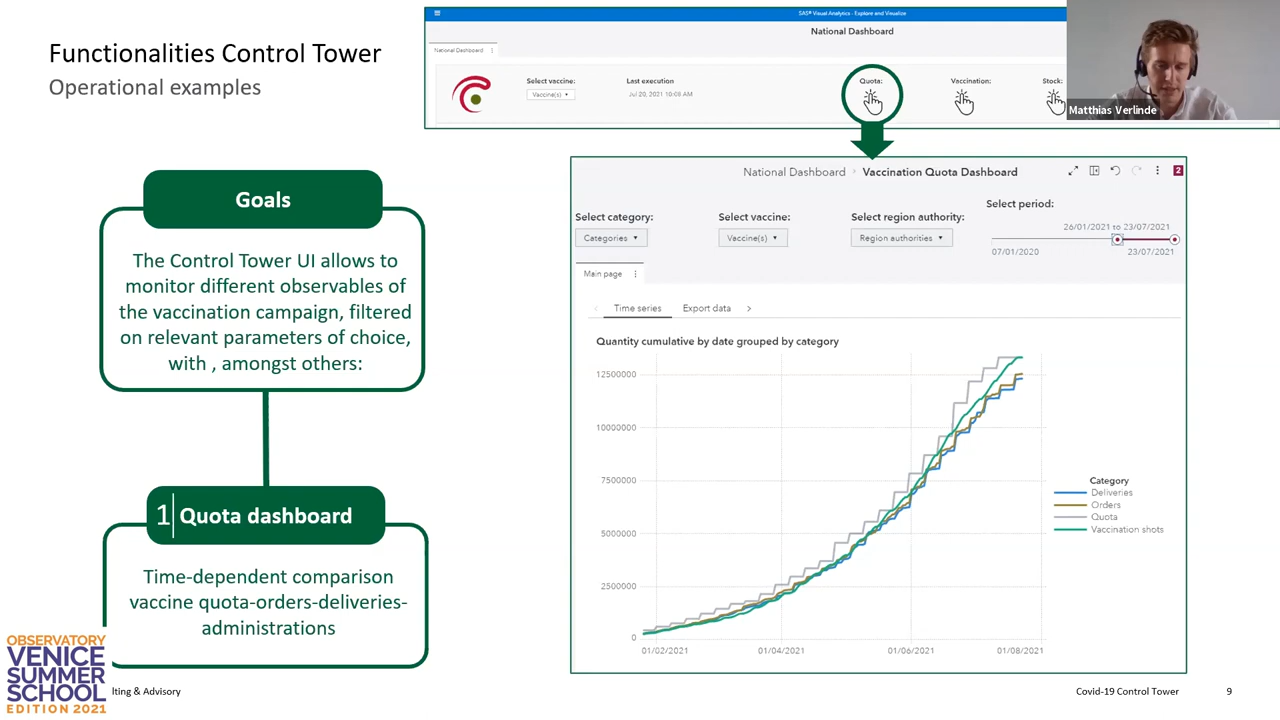 Functionalities Control Tower
Operational examples
SAS® Visual Analytics - Explore and Visualize
National Dashboard
National Dashboard
Select vaccine:
Vaccine(s)
Last execution
Jul 20, 2021 10:08 AM
Quota:
Vaccination:
Stock:
Matthias Verlinde
Goals
The Control Tower UI allows to
monitor different observables of
the vaccination campaign, filtered
on relevant parameters of choice,
with , amongst others:
1 Quota dashboard
Time-dependent comparison
vaccine quota-orders-deliveries-
administrations
National Dashboard Vaccination Quota Dashboard
2
Select category:
Categories
Select vaccine:
Vaccine(s)
Select region authority:
Region authorities
Select period:
26/01/2021 to 23/07/2021
07/01/2020
23/07/2021
Main page
Time series
Export data
Quantity cumulative by date grouped by category
12500000
10000000
7500000
5000000
2500000
0
01/02/2021
01/04/2021
01/06/2021
01/08/2021
Category
Deliveries
Orders
Quota
Vaccination shots
OBSERVATORY
VENICE
SUMMER
SCHOOL
EDITION 2021
lting & Advisory
Covid-19 Control Tower
9